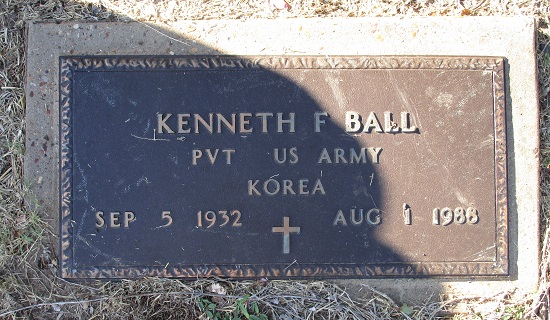 KENNETH F BALL
PVT US ARMY
KOREA
SEP 5 1932 AUG 1 1988